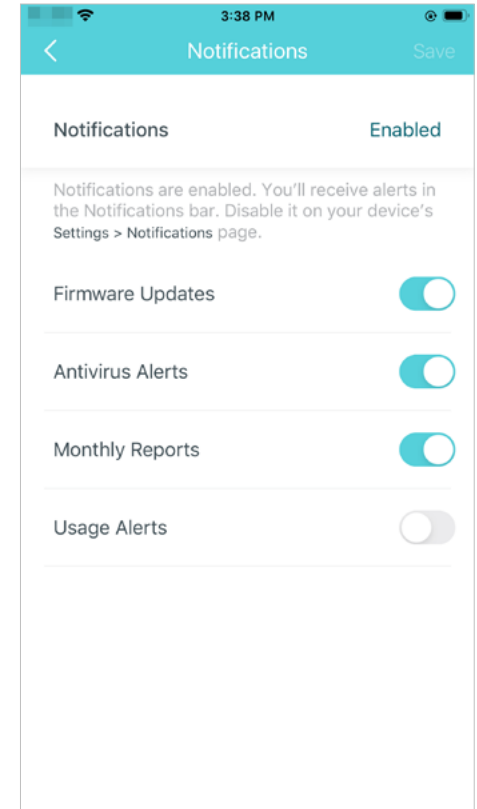 3:38 PM
Notifications Save
Notifications Enabled
Notifications are enabled. You'll receive alerts in
the Notifications bar. Disable it on your device's
Settings > Notifications page.
Firmware Updates
Antivirus Alerts
Monthly Reports
Usage Alerts